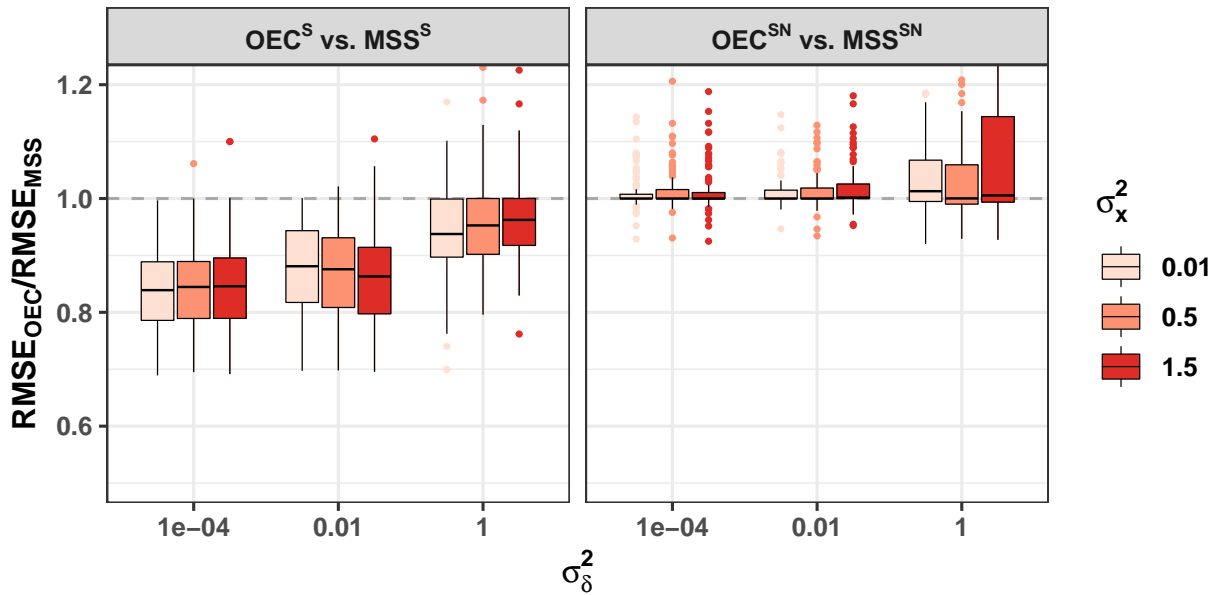 OEC^S vs. MSS^S
OEC^SN vs. MSS^SN
RMSE_OEC/RMSE_MSS
1.2
1.0
0.8
0.6
1e−04
0.01
1
1e−04
0.01
1
σ_δ^2
σ_x^2
0.01
0.5
1.5